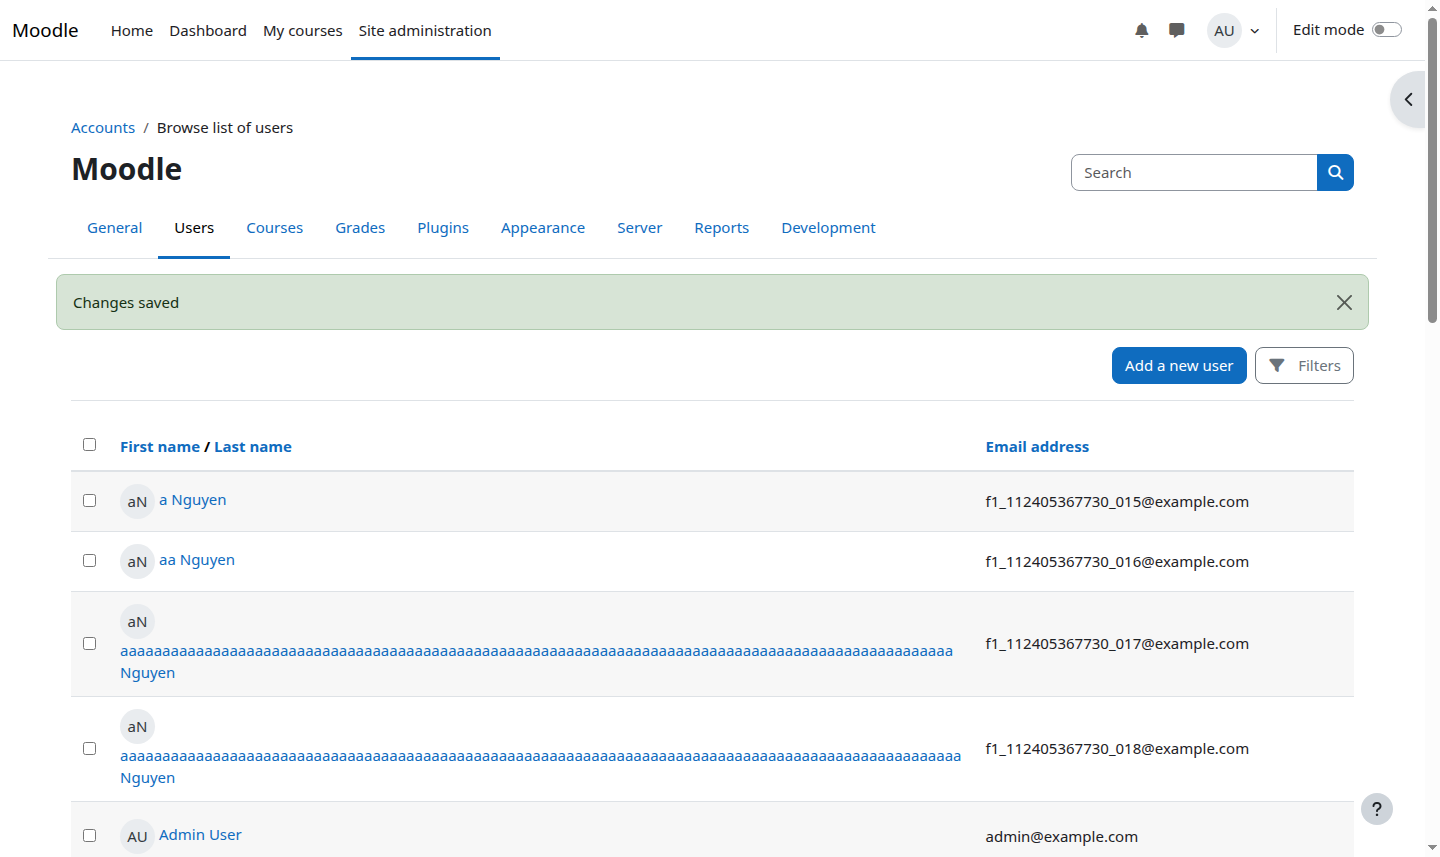 Moodle Home Dashboard My courses Site administration AU Edit mode
Accounts / Browse list of users
Moodle
Search
General Users Courses Grades Plugins Appearance Server Reports Development
Changes saved
Add a new user Filters
First name / Last name Email address
aN a Nguyen f1_112405367730_015@example.com
aN aa Nguyen f1_112405367730_016@example.com
aN
Nguyen f1_112405367730_017@example.com
aN
Nguyen f1_112405367730_018@example.com
AU Admin User admin@example.com
?